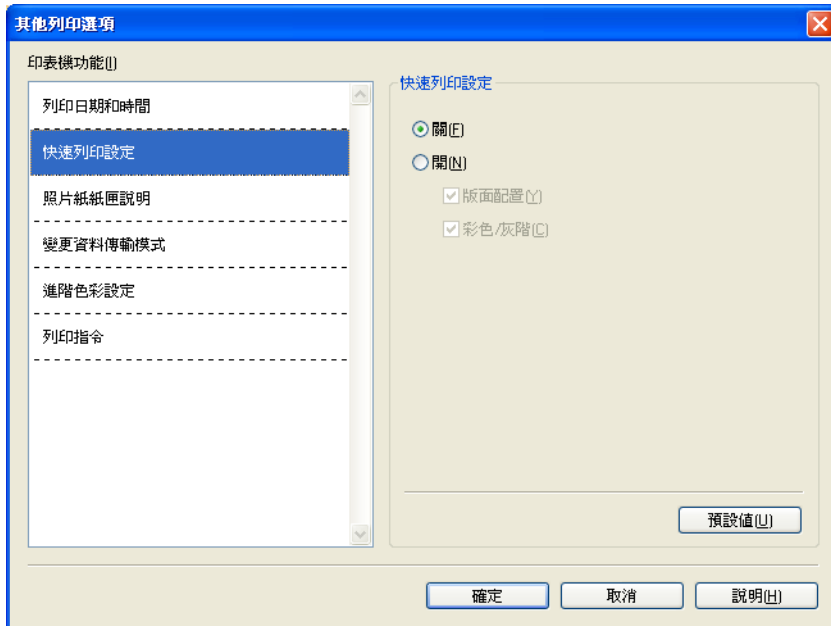 其他列印選項
印表機功能(I)
列印日期和時間
快速列印設定
照片紙紙匣說明
變更資料傳輸模式
進階色彩設定
列印指令
快速列印設定
關(F)
開(N)
版面配置(Y)
彩色/灰階(C)
預設值(U)
確定
取消
說明(H)